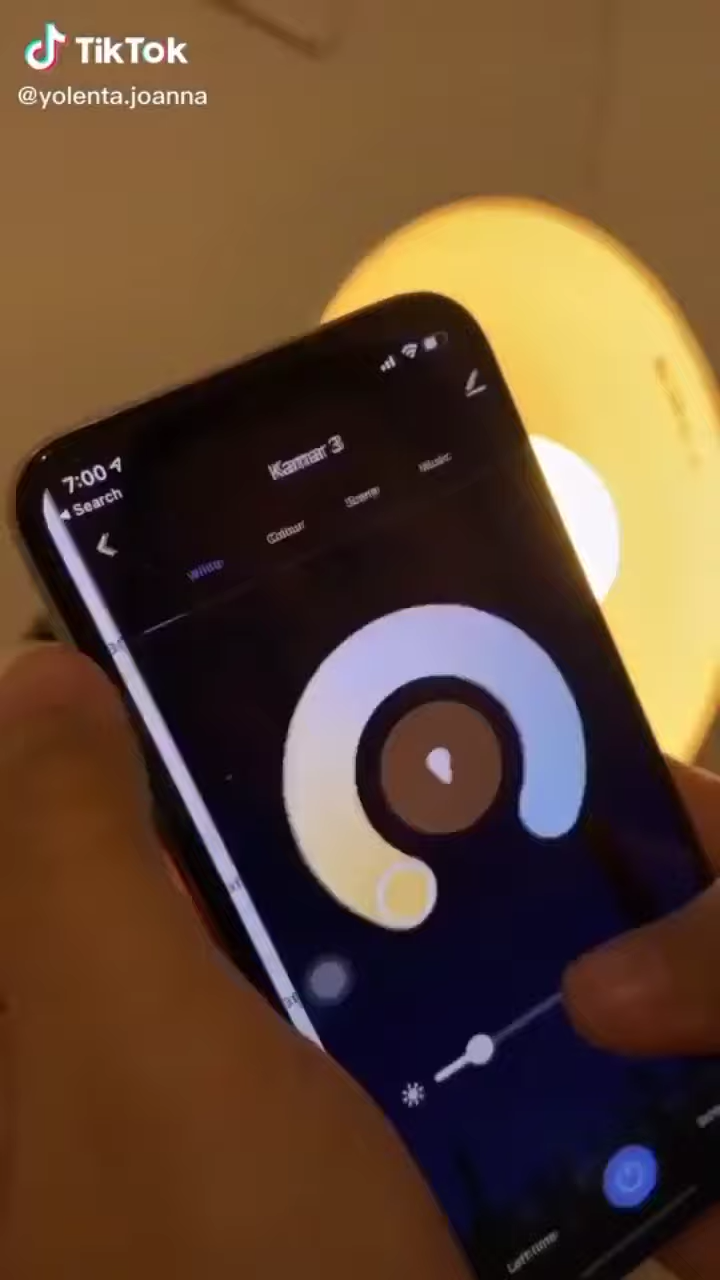 TikTok
@yolenta.joanna
7:00
Search
Kamar 3
White
Colour
Scene
Music